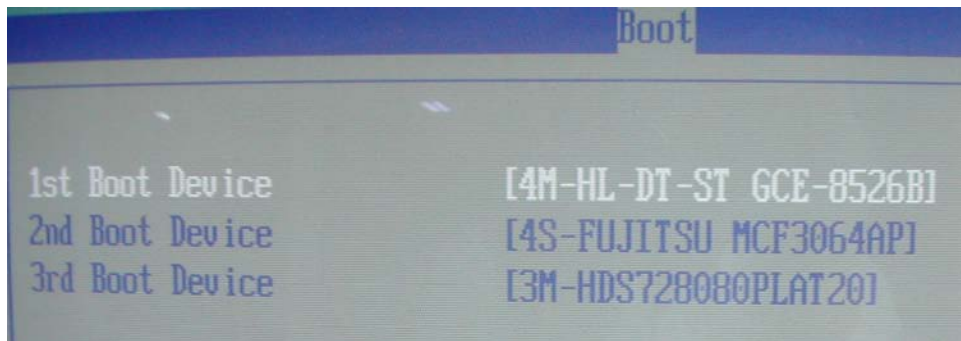 Boot
1st Boot Device [4M-HL-DT-ST GCE-8526B]
2nd Boot Device [4S-FUJITSU MCF3064AP]
3rd Boot Device [3M-HDS728080PLAT20]